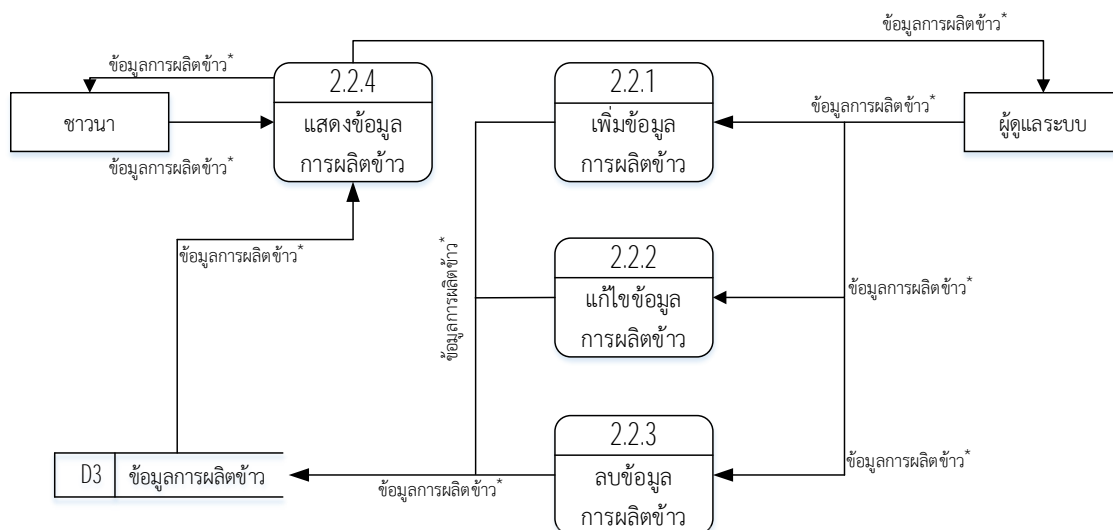 ข้อมูลการผลิตข้าว*
ข้อมูลการผลิตข้าว*
2.2.4
แสดงข้อมูล
การผลิตข้าว
2.2.1
เพิ่มข้อมูล
การผลิตข้าว
ข้อมูลการผลิตข้าว*
ชาวนา
ผู้ดูแลระบบ
ข้อมูลการผลิตข้าว*
ข้อมูลการผลิตข้าว*
ข้อมูลการผลิตข้าว*
2.2.2
แก้ไขข้อมูล
การผลิตข้าว
ข้อมูลการผลิตข้าว*
2.2.3
ลบข้อมูล
การผลิตข้าว
ข้อมูลการผลิตข้าว*
D3
ข้อมูลการผลิตข้าว
ข้อมูลการผลิตข้าว*